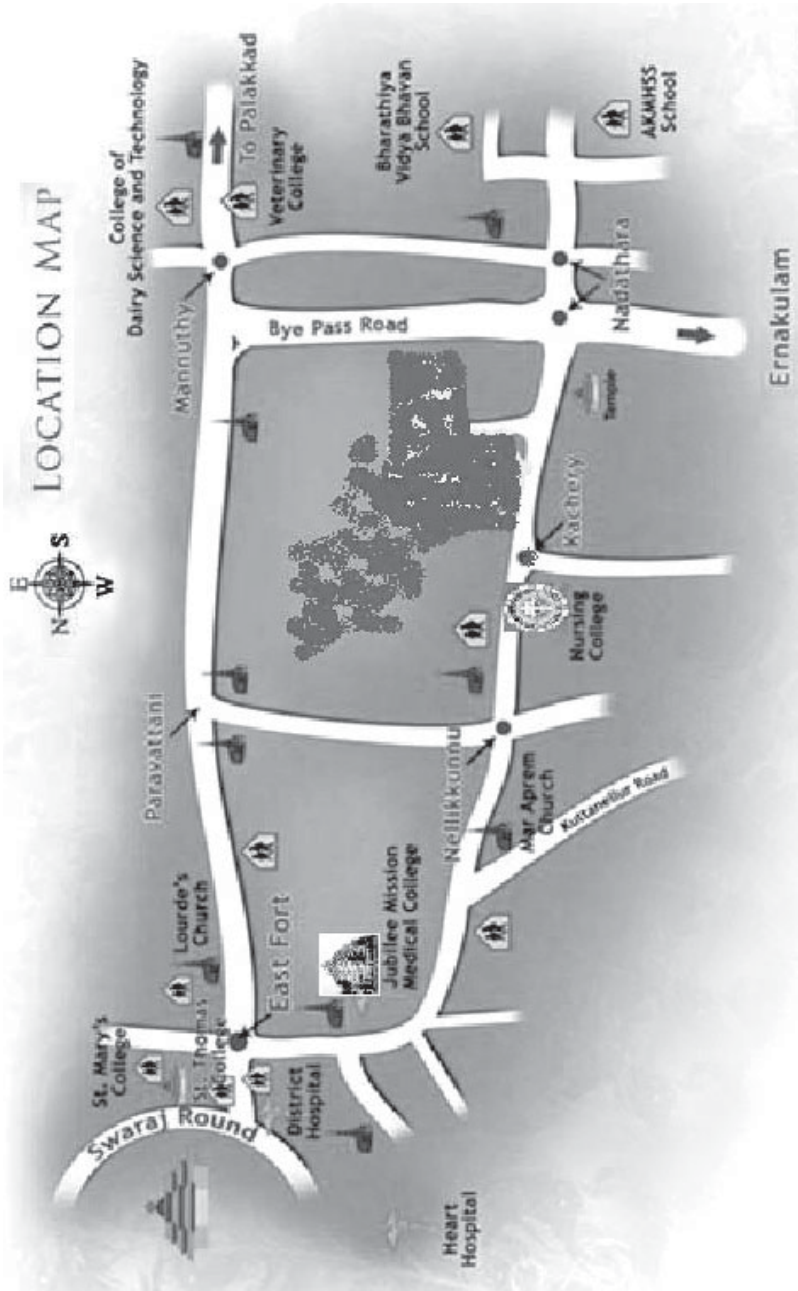 LOCATION MAP
E
N
S
W
College of
Dairy Science and Technology
To Palakkad
Veterinary
College
Bharathiya
Vidya Bhavan
School
AKMHSS
School
Mannuthy
Bye Pass Road
Nadathara
Ernakulam
Temple
Kachery
Nursing
College
Paravattani
Nellikkunnu
Mar Aprem
Church
Kuttanellur Road
Lourde's
Church
East Fort
Jubilee Mission
Medical College
St. Mary's
College
St. Thomas
College
Swaraj Round
District
Hospital
Heart
Hospital